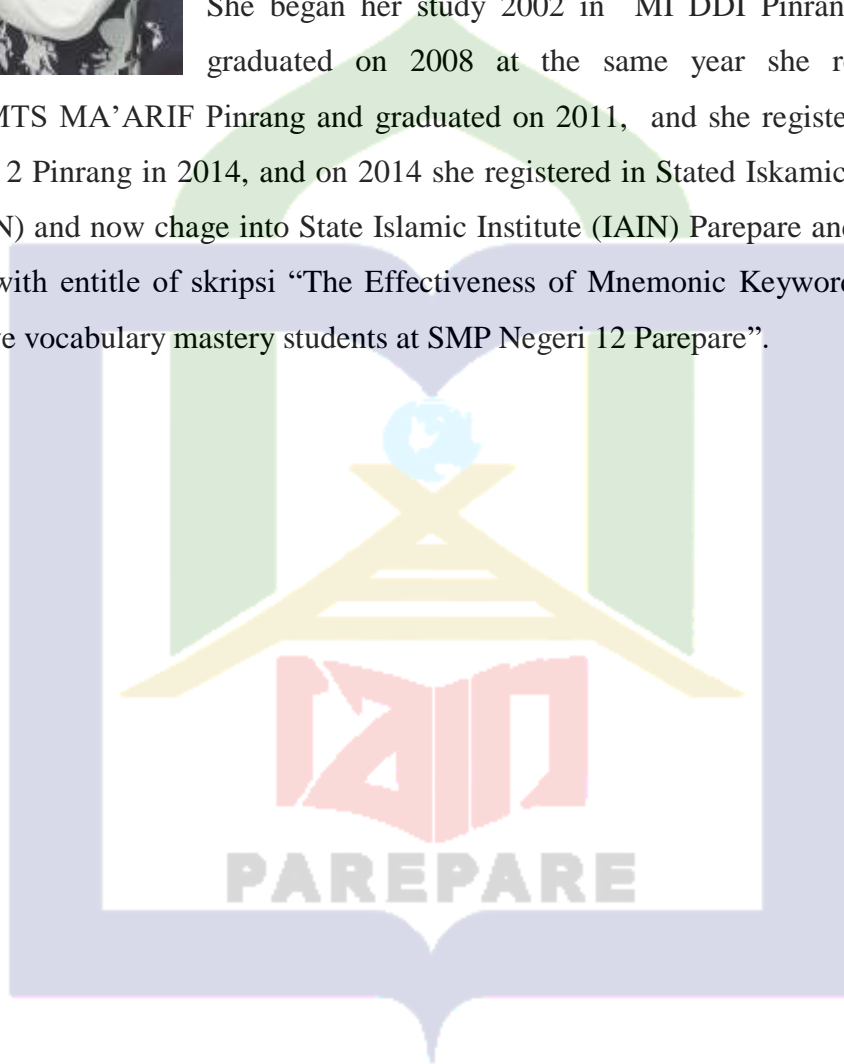 She began her study 2002 in MI DDI Pinran
graduated on 2008 at the same year she r
MTS MA’ARIF Pinrang and graduated on 2011, and she registe
2 Pinrang in 2014, and on 2014 she registered in Stated Iskamic
N) and now chage into State Islamic Institute (IAIN) Parepare and
with entitle of skripsi “The Effectiveness of Mnemonic Keyword
e vocabulary mastery students at SMP Negeri 12 Parepare”.
iain
PAREPARE